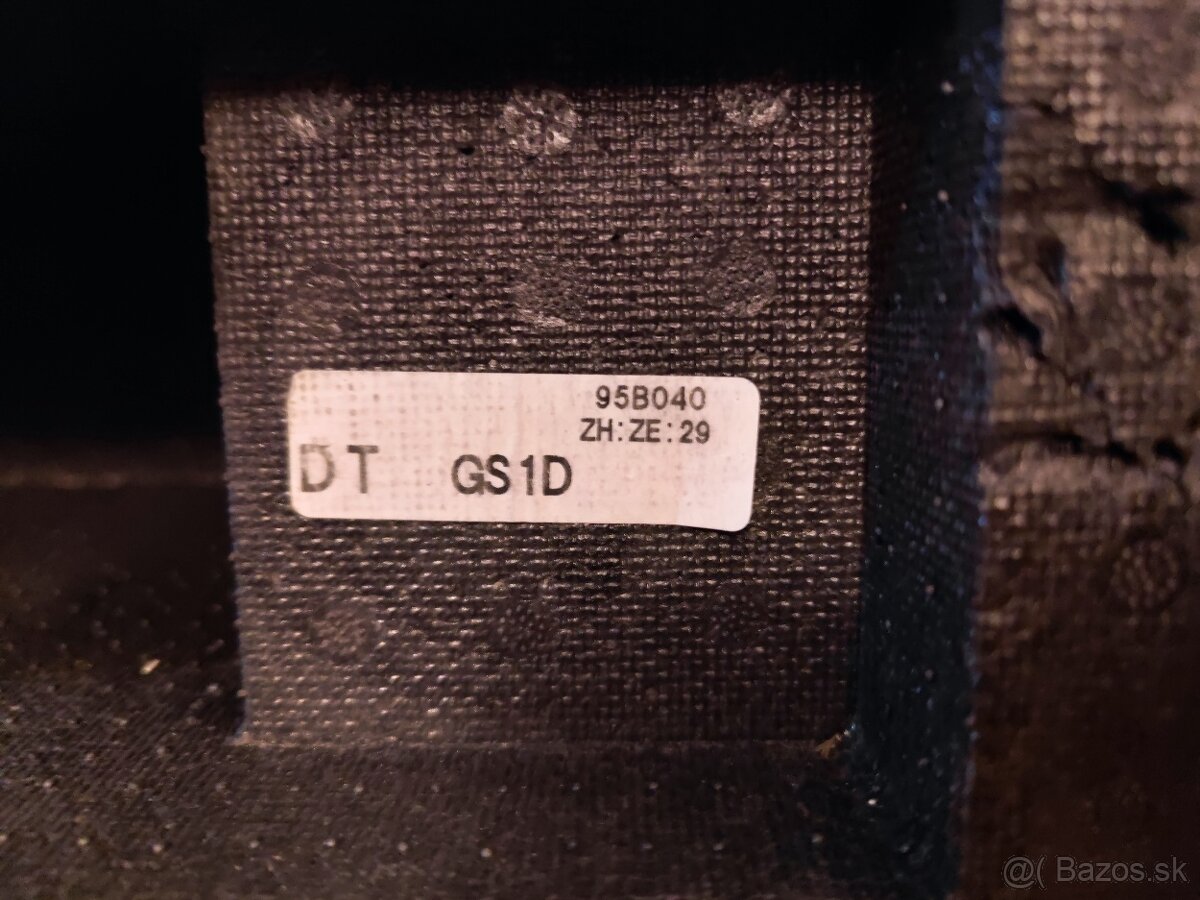 95B040
ZH:ZE:29
DT GS1D
@( Bazos.sk